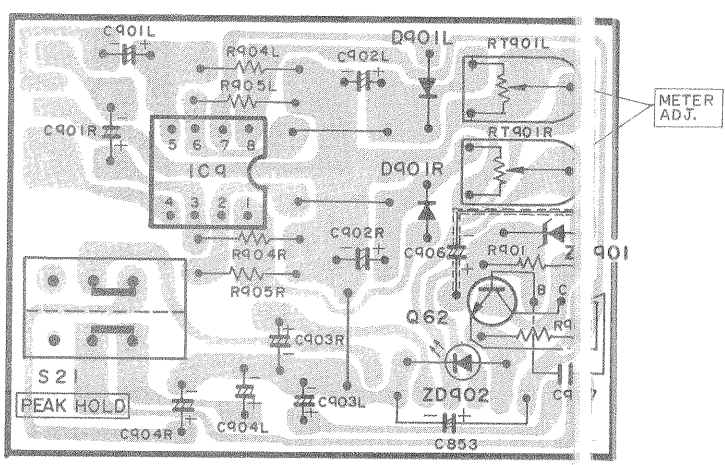 C901L
D901L
RT901L
R904L
C902L
R905L
METER
ADJ.
C901R
RT901R
5 6 7 8
IC9
D901R
4 3 2 1
C902R
R904R
C906
R901
901
R905R
B
C
Q62
C903R
S21
ZD902
PEAK HOLD
C903L
C904L
C904R
C853